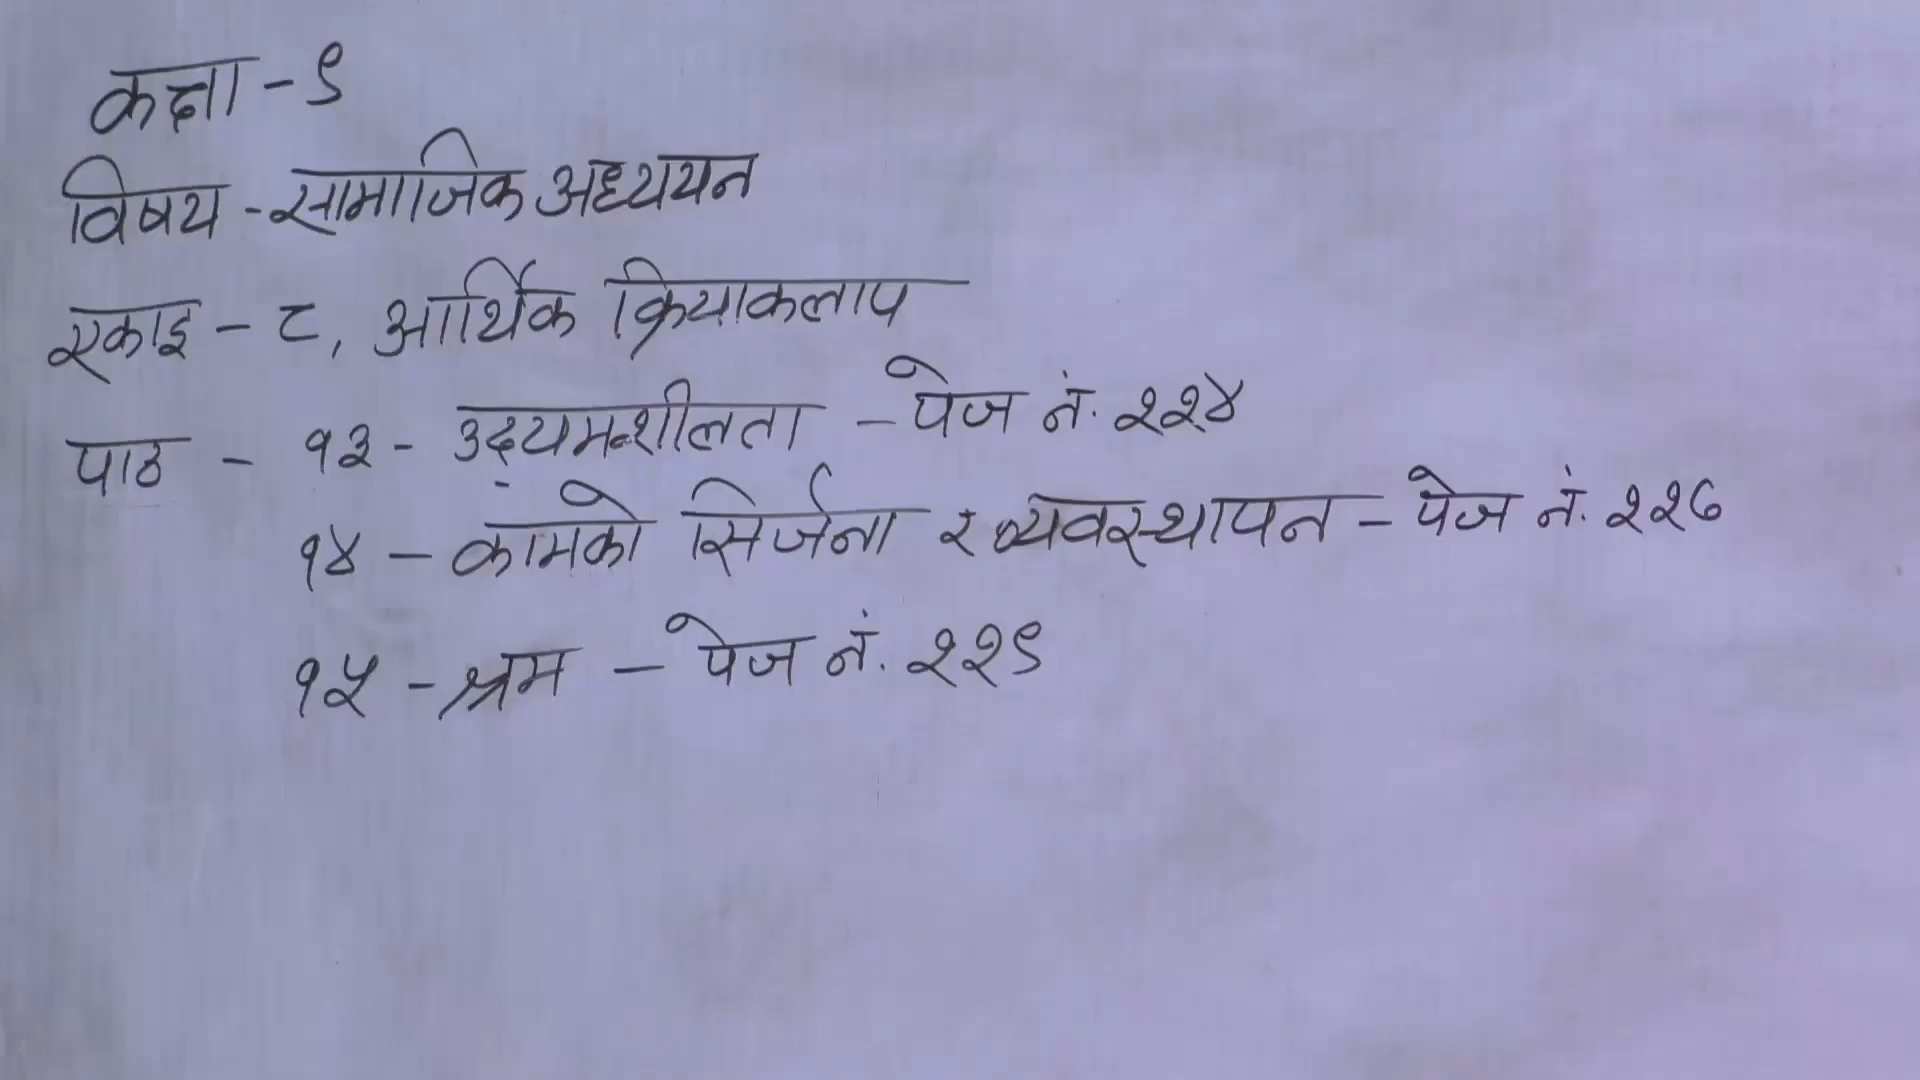 कक्षा - ९
विषय - सामाजिक अध्ययन
एकाइ - ८, आर्थिक क्रियाकलाप
पाठ - १३ - उद्यमशीलता - पेज नं. २२४
१४ - कामको सिर्जना र व्यवस्थापन - पेज नं. २२७
१५ - श्रम - पेज नं. २२९